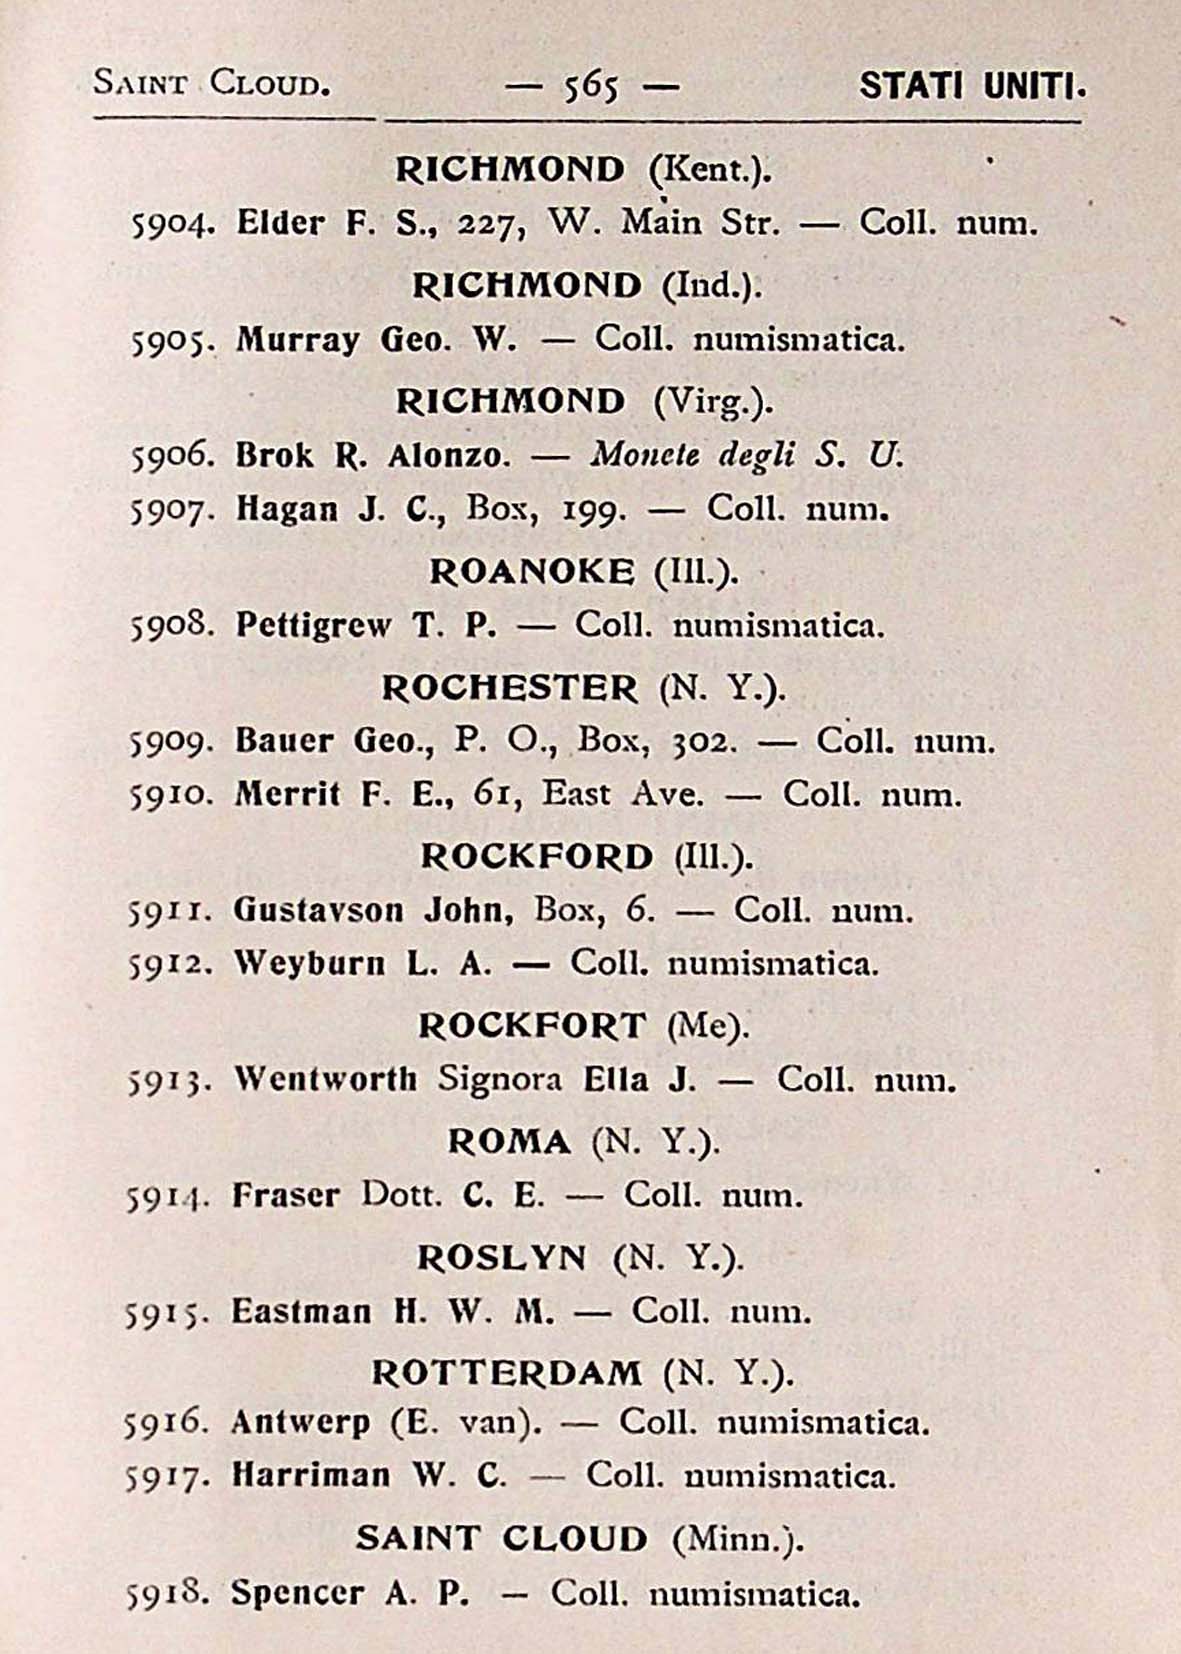 SAINT CLOUD. — 565 — STATI UNITI.
RICHMOND (Kent.).
5904. Elder F. S., 227, W. Main Str. — Coll. num.
RICHMOND (Ind.).
5905. Murray Geo. W. — Coll. numismatica.
RICHMOND (Virg.).
5906. Brok R. Alonzo. — Monete degli S. U.
5907. Hagan J. C., Box, 199. — Coll. num.
ROANOKE (Ill.).
5908. Pettigrew T. P. — Coll. numismatica.
ROCHESTER (N. Y.).
5909. Bauer Geo., P. O., Box, 302. — Coll. num.
5910. Merrit F. E., 61, East Ave. — Coll. num.
ROCKFORD (Ill.).
5911. Gustavson John, Box, 6. — Coll. num.
5912. Weyburn L. A. — Coll. numismatica.
ROCKFORT (Me).
5913. Wentworth Signora Ella J. — Coll. num.
ROMA (N. Y.).
5914. Fraser Dott. C. E. — Coll. num.
ROSLYN (N. Y.).
5915. Eastman H. W. M. — Coll. num.
ROTTERDAM (N. Y.).
5916. Antwerp (E. van). — Coll. numismatica.
5917. Harriman W. C. — Coll. numismatica.
SAINT CLOUD (Minn.).
5918. Spencer A. P. — Coll. numismatica.